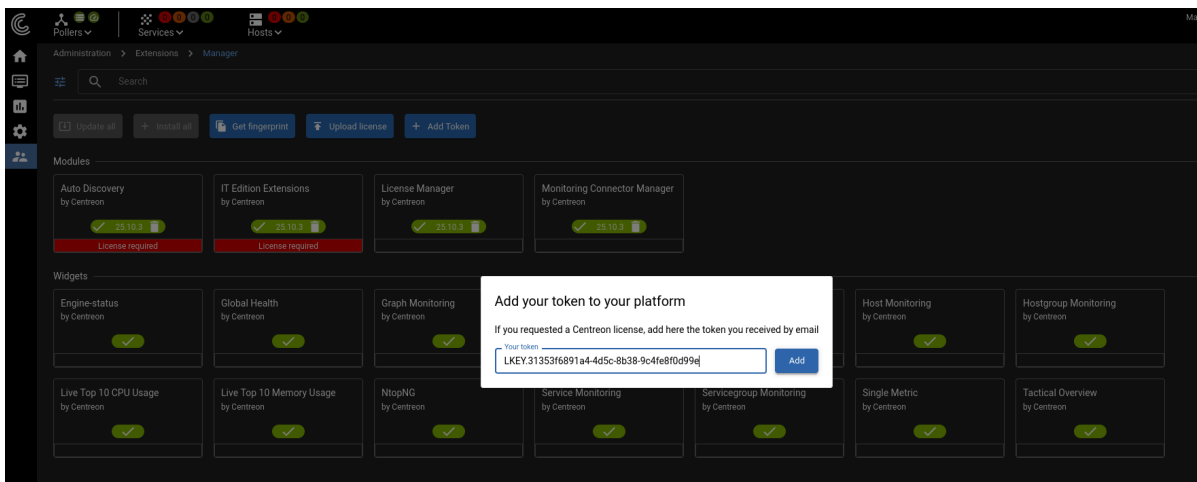 Pollers
Services
0 0 0 0
Hosts
0 0 0
Administration > Extensions > Manager
Search
Update all
+ Install all
Get fingerprint
Upload license
+ Add Token
Modules
Auto Discovery
by Centreon
25.10.3
License required
IT Edition Extensions
by Centreon
25.10.3
License required
License Manager
by Centreon
25.10.3
Monitoring Connector Manager
by Centreon
25.10.3
Widgets
Engine-status
by Centreon
Global Health
by Centreon
Graph Monitoring
by Centreon
Host Monitoring
by Centreon
Hostgroup Monitoring
by Centreon
Add your token to your platform
If you requested a Centreon license, add here the token you received by email
Your token
LKEY.31353f6891a4-4d5c-8b38-9c4fe8f0d99e
Add
Live Top 10 CPU Usage
by Centreon
Live Top 10 Memory Usage
by Centreon
NtopNG
by Centreon
Service Monitoring
by Centreon
Servicegroup Monitoring
by Centreon
Single Metric
by Centreon
Tactical Overview
by Centreon